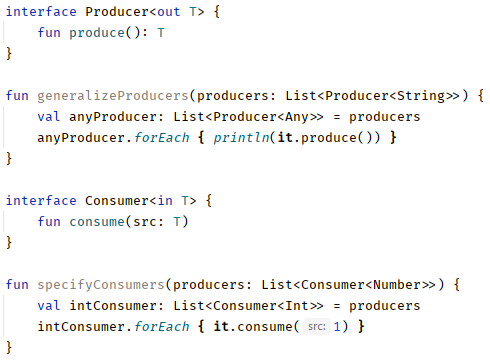 interface Producer<out T> {
    fun produce(): T
}

fun generalizeProducers(producers: List<Producer<String>>) {
    val anyProducer: List<Producer<Any>> = producers
    anyProducer.forEach { println(it.produce()) }
}

interface Consumer<in T> {
    fun consume(src: T)
}

fun specifyConsumers(producers: List<Consumer<Number>>) {
    val intConsumer: List<Consumer<Int>> = producers
    intConsumer.forEach { it.consume( src: 1) }
}